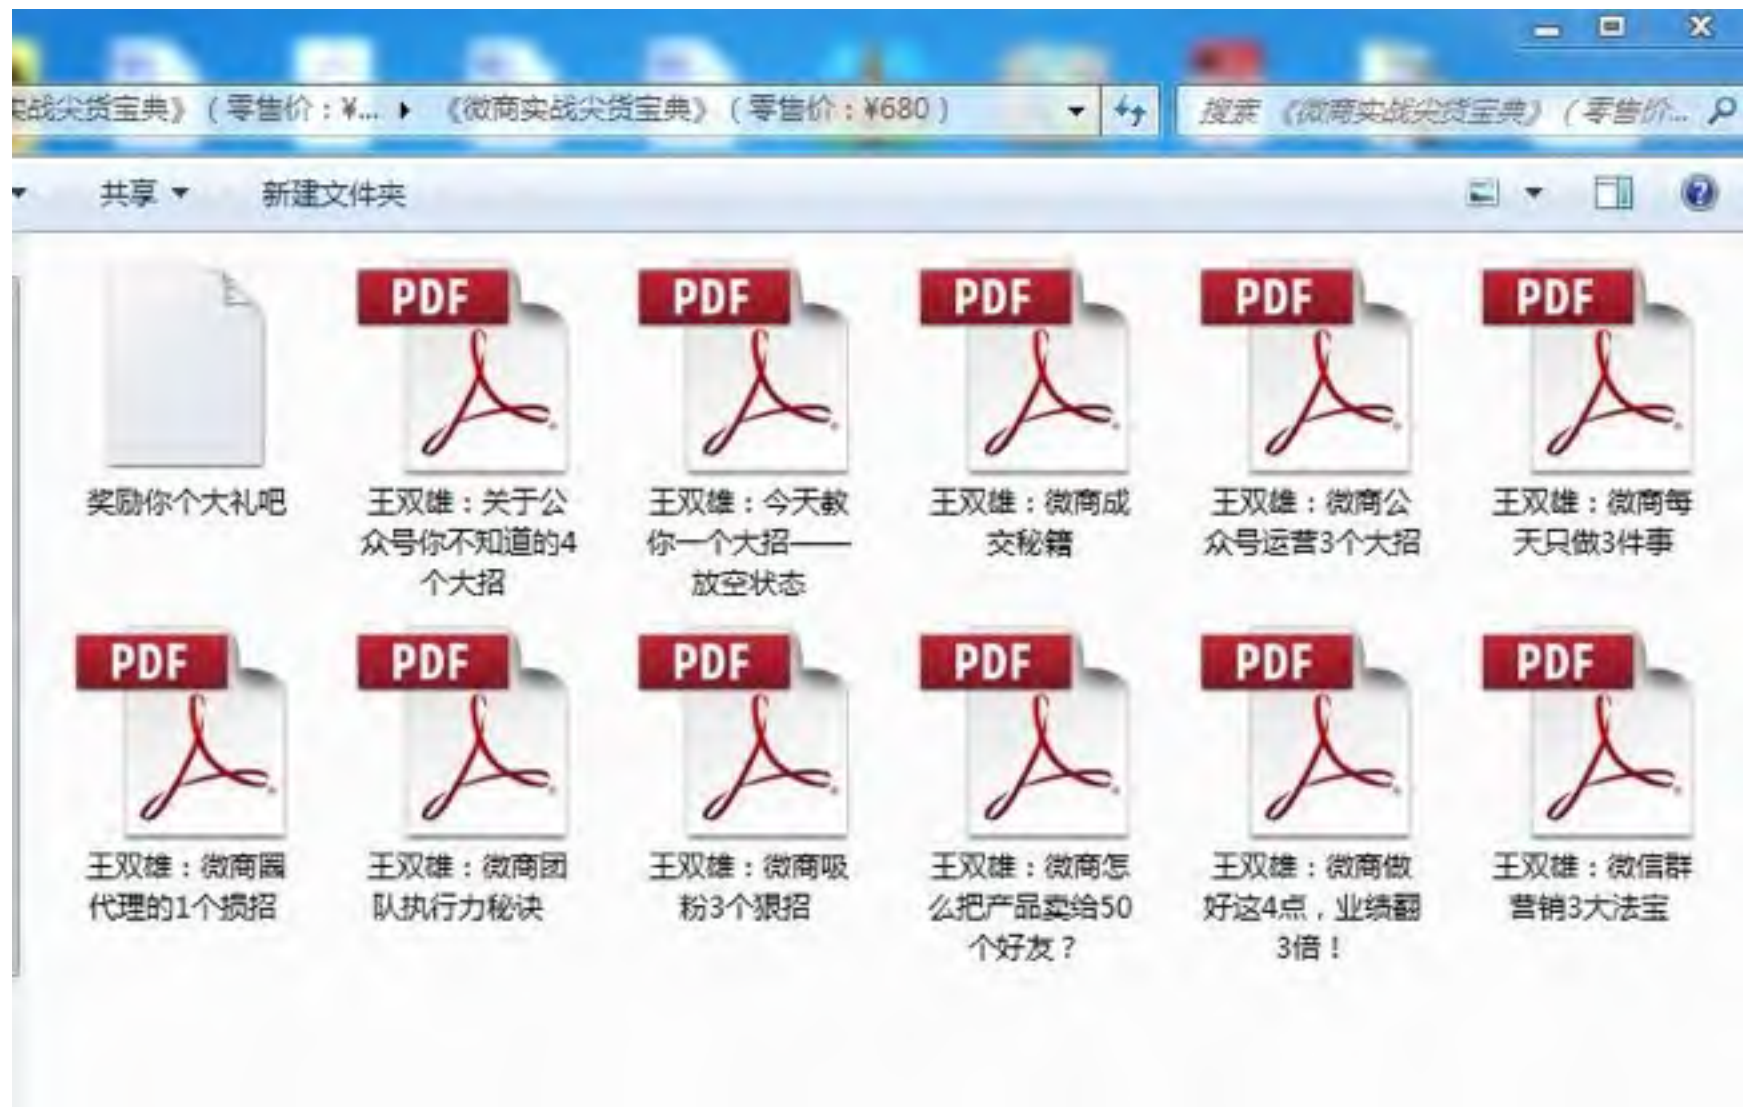 实战尖货宝典》（零售价：¥... 《微商实战尖货宝典》（零售价：¥680） 搜索 《微商实战尖货宝典》（零售价...
共享 新建文件夹
PDF PDF PDF PDF PDF
奖励你个大礼吧
王双雄：关于公
众号你不知道的4
个大招
王双雄：今天教
你一个大招——
放空状态
王双雄：微商成
交秘籍
王双雄：微商公
众号运营3个大招
王双雄：微商每
天只做3件事
PDF PDF PDF PDF PDF PDF
王双雄：微商圈
代理的1个损招
王双雄：微商团
队执行力秘诀
王双雄：微商吸
粉3个狠招
王双雄：微商怎
么把产品卖给50
个好友？
王双雄：微商做
好这4点，业绩翻
3倍！
王双雄：微信群
营销3大法宝